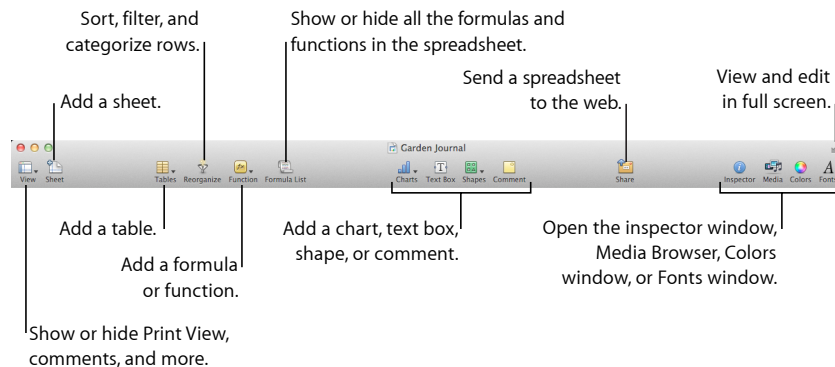 Sort, filter, and
categorize rows.
Show or hide all the formulas and
functions in the spreadsheet.
Add a sheet.
Send a spreadsheet
to the web.
View and edit
in full screen.
Garden Journal
View
Sheet
Tables
Reorganize
Function
Formula List
Charts
Text Box
Shapes
Comment
Share
Inspector
Media
Colors
Fonts
Add a table.
Add a formula
or function.
Add a chart, text box,
shape, or comment.
Open the inspector window,
Media Browser, Colors
window, or Fonts window.
Show or hide Print View,
comments, and more.